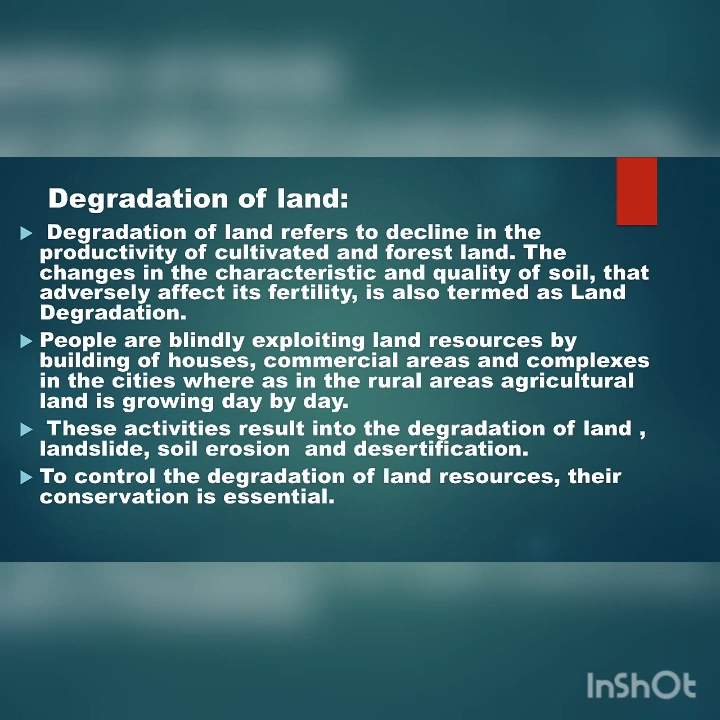 Degradation of land:
Degradation of land refers to decline in the
productivity of cultivated and forest land. The
changes in the characteristic and quality of soil, that
adversely affect its fertility, is also termed as Land
Degradation.
People are blindly exploiting land resources by
building of houses, commercial areas and complexes
in the cities where as in the rural areas agricultural
land is growing day by day.
These activities result into the degradation of land ,
landslide, soil erosion and desertification.
To control the degradation of land resources, their
conservation is essential.
InShOt